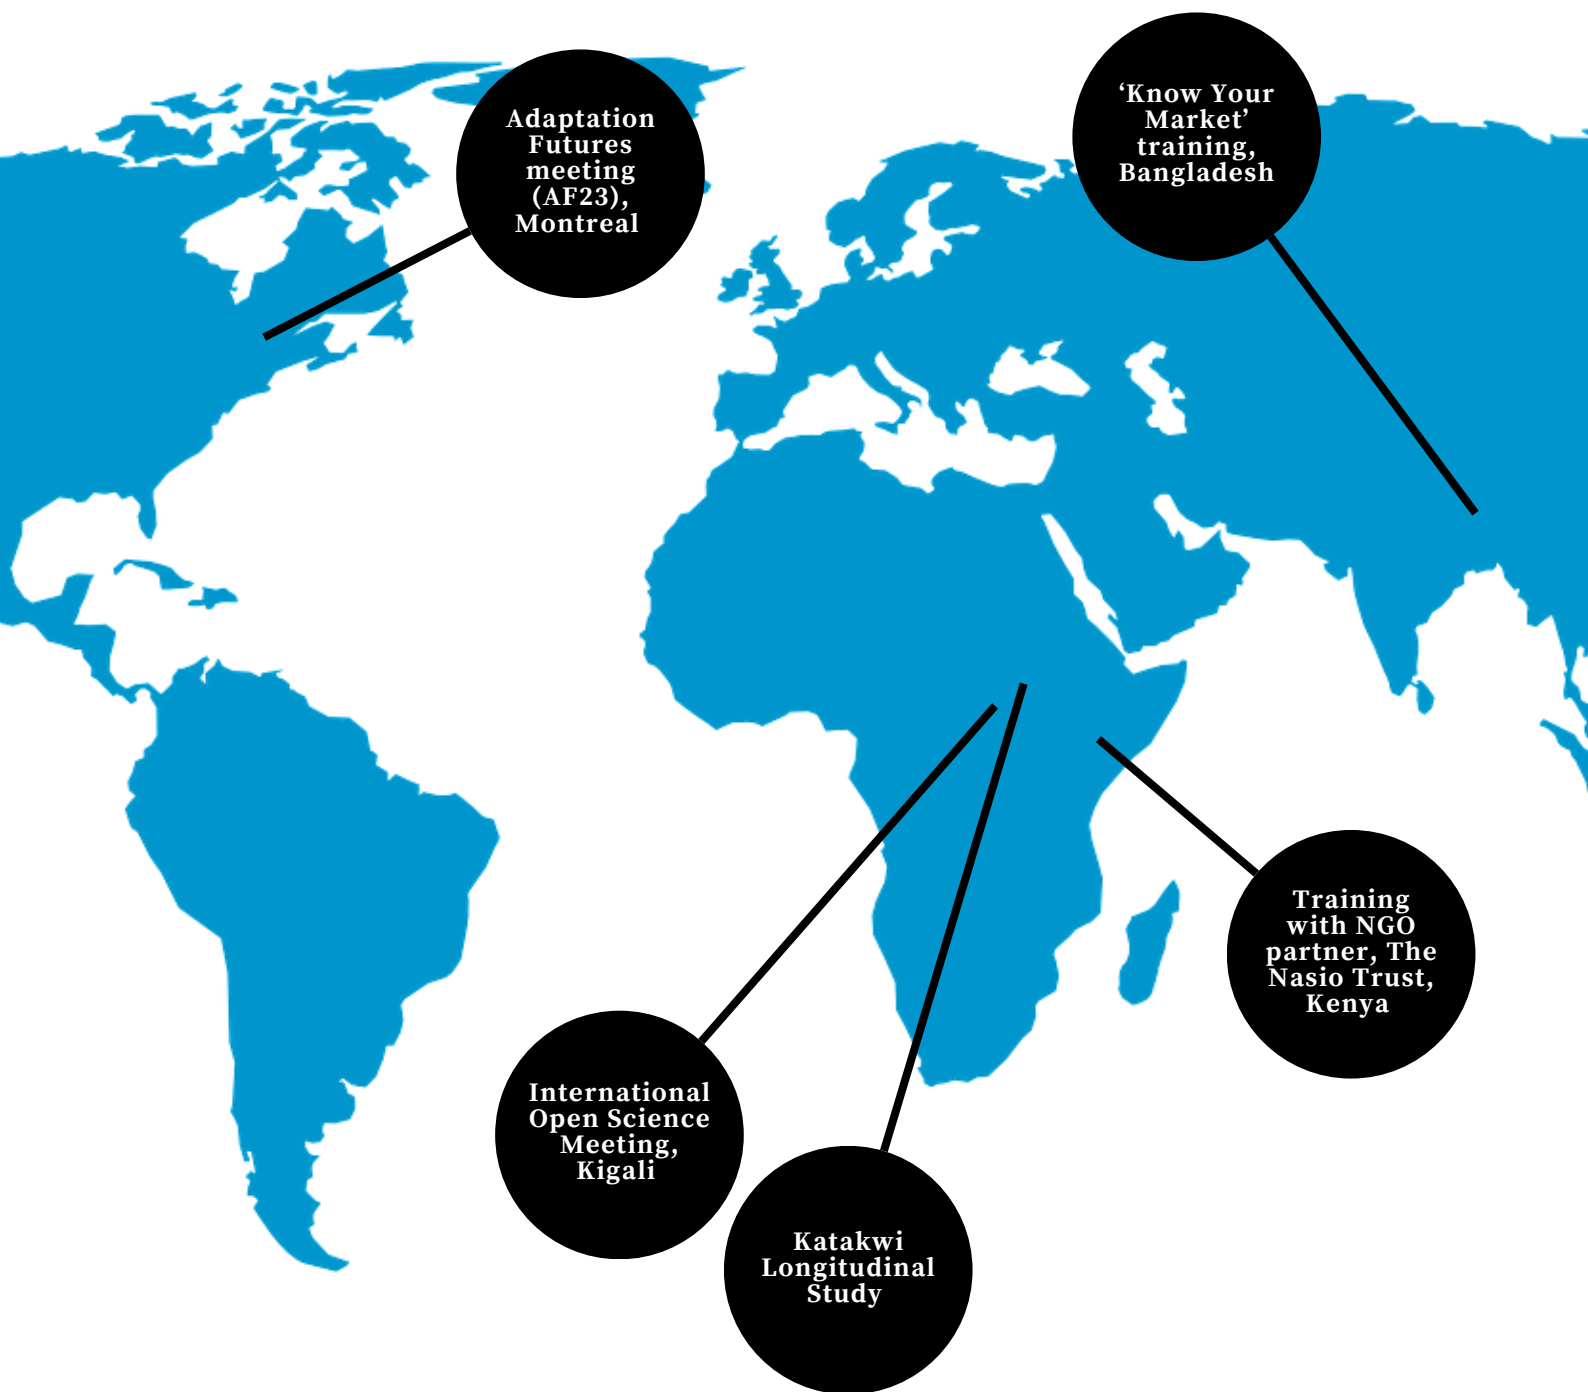 Adaptation
Futures
meeting
(AF23),
Montreal
‘Know Your
Market’
training,
Bangladesh
Training
with NGO
partner, The
Nasio Trust,
Kenya
International
Open Science
Meeting,
Kigali
Katakwi
Longitudinal
Study